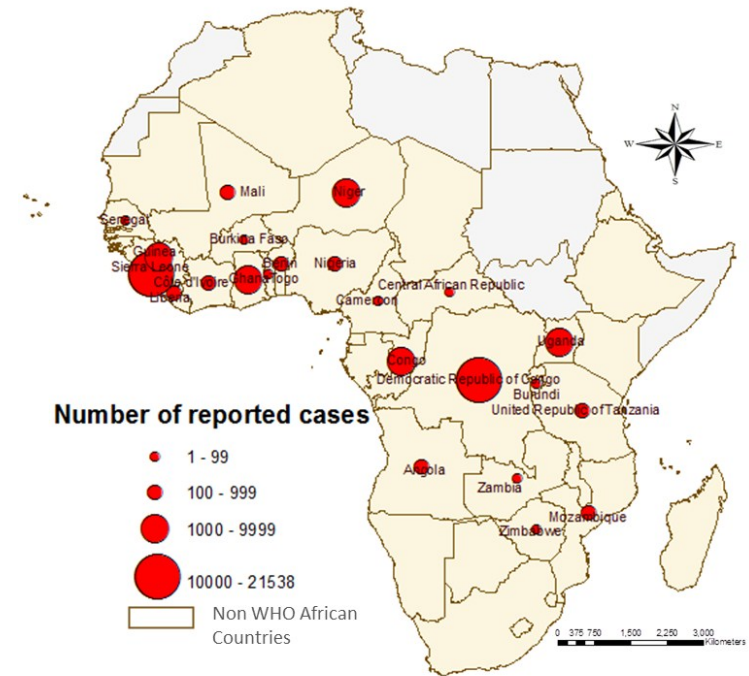 N
W E
S
Mali
Niger
Senegal
Burkina Faso
Guinea
Benin
Nigeria
Sierra Leone
Côte d'Ivoire
Ghana
Togo
Liberia
Central African Republic
Cameroon
Uganda
Congo
Democratic Republic of Congo
Burundi
United Republic of Tanzania
Number of reported cases
1 - 99
100 - 999
1000 - 9999
10000 - 21538
Non WHO African
Countries
Angola
Zambia
Mozambique
Zimbabwe
0 375 750 1,500 2,250 3,000
Kilometers